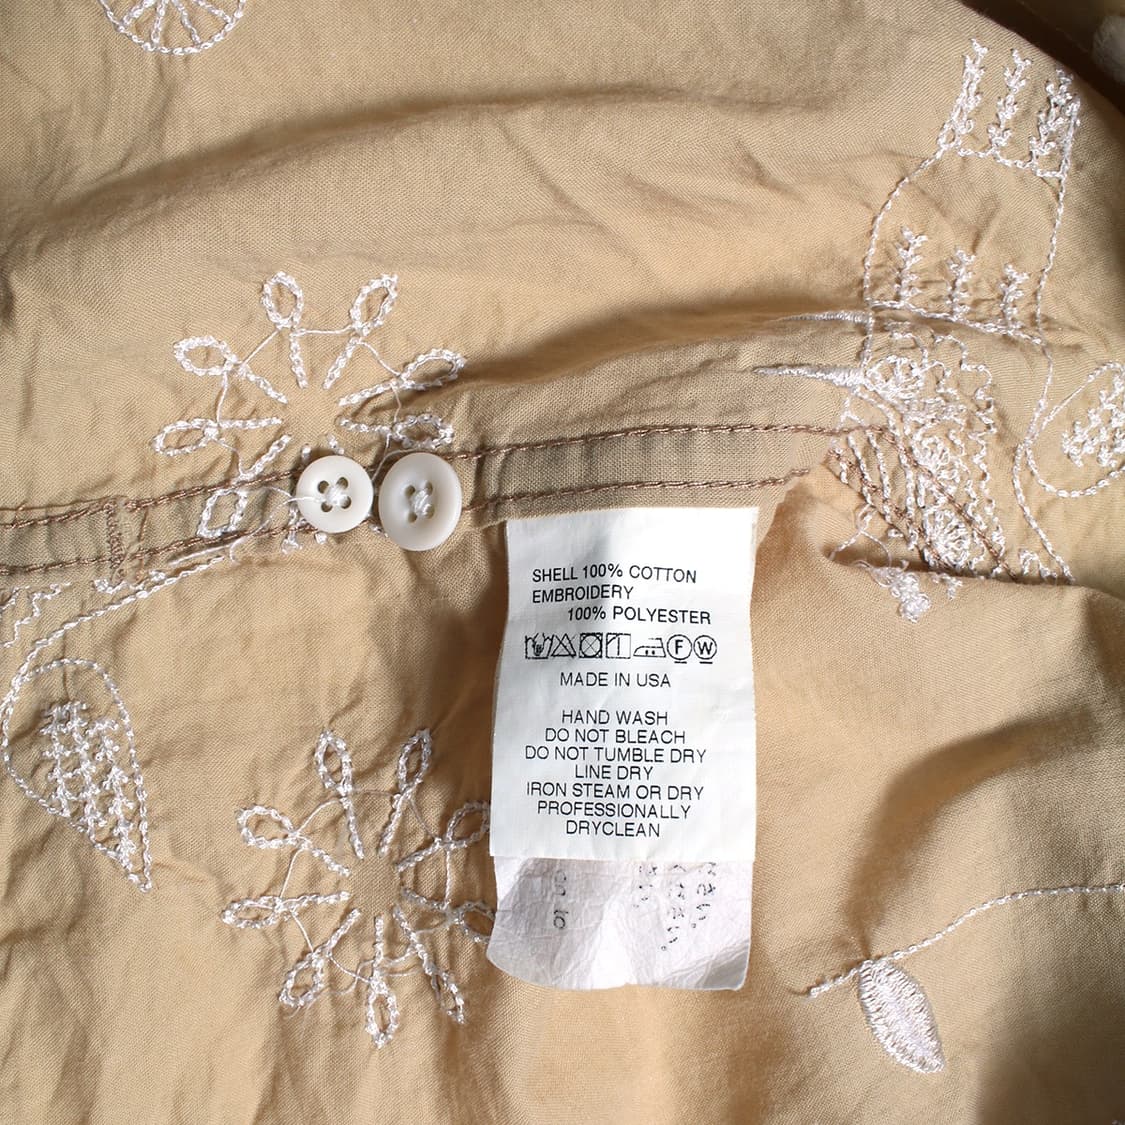 SHELL 100% COTTON
EMBROIDERY
100% POLYESTER
F W
MADE IN USA
HAND WASH
DO NOT BLEACH
DO NOT TUMBLE DRY
LINE DRY
IRON STEAM OR DRY
PROFESSIONALLY
DRYCLEAN